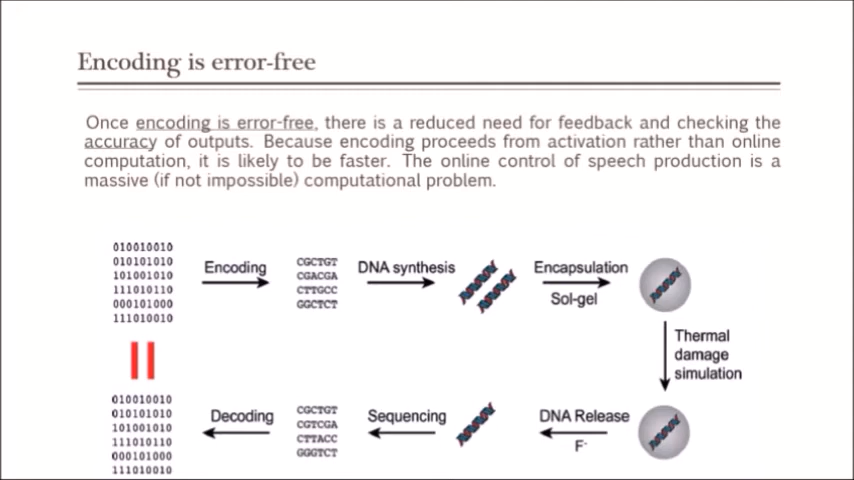 Encoding is error-free
Once encoding is error-free, there is a reduced need for feedback and checking the
accuracy of outputs. Because encoding proceeds from activation rather than online
computation, it is likely to be faster. The online control of speech production is a
massive (if not impossible) computational problem.
010010010
010101010
101001010
111010110
000101000
111010010
Encoding
CGCTGT
CGACGA
CTTGCC
GGCTCT
DNA synthesis
Encapsulation
Sol-gel
Thermal
damage
simulation
010010010
010101010
101001010
111010110
000101000
111010010
Decoding
CGCTGT
CGTCGA
CTTACC
GGGTCT
Sequencing
DNA Release
F-